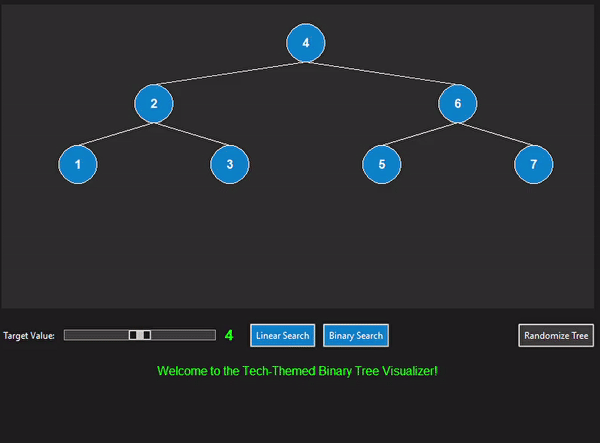 4
2 6
1 3 5 7
Target Value: 4 Linear Search Binary Search Randomize Tree
Welcome to the Tech-Themed Binary Tree Visualizer!